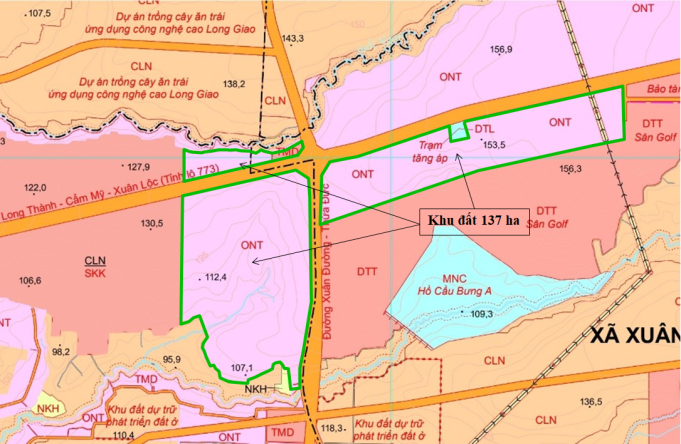 107,5
Dự án trồng cây ăn trái
ứng dụng công nghệ cao Long Giao
143,3
ONT
156,9
CLN
Dự án trồng cây ăn trái
ứng dụng công nghệ cao Long Giao
138,2
CLN
ONT
Bảo tàn
ONT
DTL
DTT
Sân Golf
Trạm
tăng áp
153,5
TMD
127,9
122,0
Long Thành - Cẩm Mỹ - Xuân Lộc (Tỉnh lộ 773)
ONT
156,3
130,5
Khu đất 137 ha
DTT
Sân Golf
Đường Xuân Đường - Thừa Đức
ONT
CLN
SKK
112,4
DTT
MNC
Hồ Cầu Bưng A
106,6
109,3
NT
XÃ XUÂN
98,2
95,9
107,1
CLN
TMD
NKH
NKH
136,5
ONT
Khu đất dự trữ
phát triển đất ở
110,4
TMD
118,3
Khu đất dự trữ
phát triển đất ở
CLN